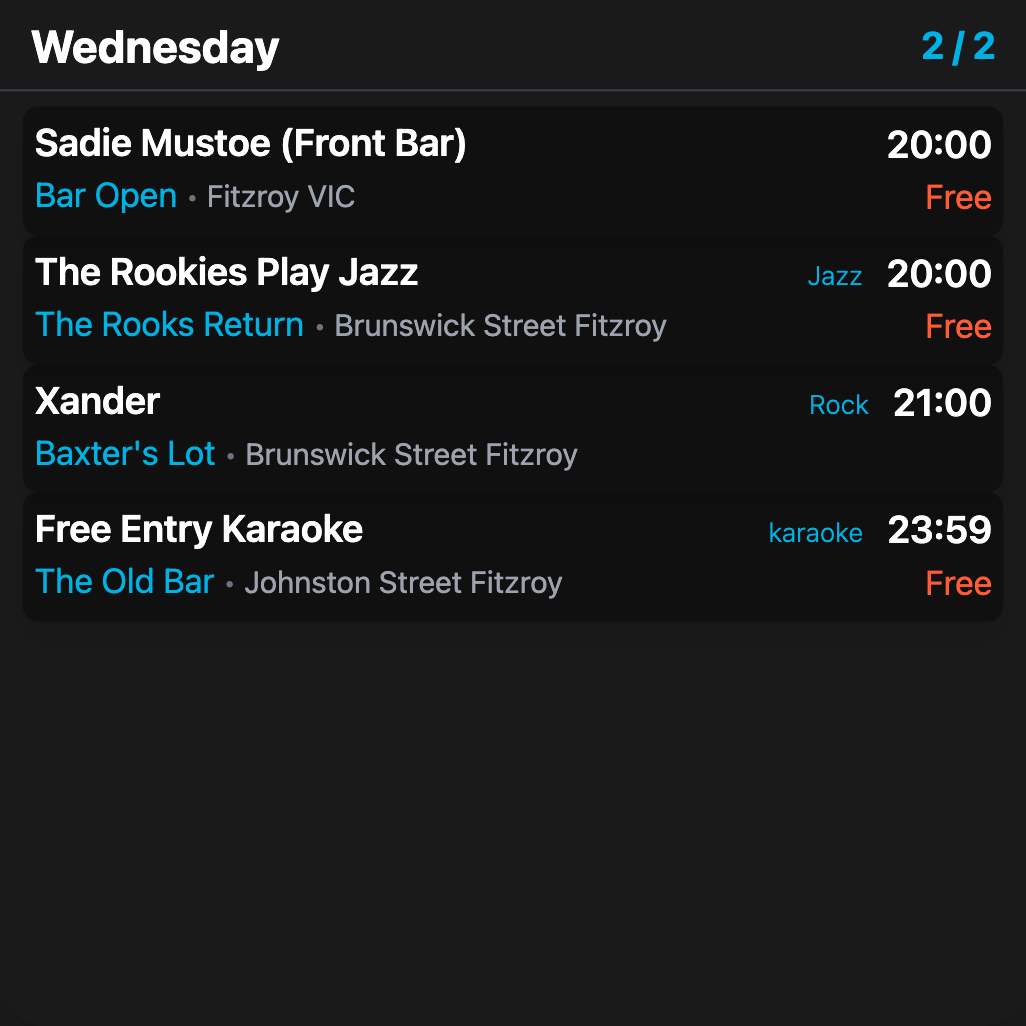 Wednesday 2 / 2
Sadie Mustoe (Front Bar) 20:00
Bar Open • Fitzroy VIC Free
The Rookies Play Jazz Jazz 20:00
The Rooks Return • Brunswick Street Fitzroy Free
Xander Rock 21:00
Baxter's Lot • Brunswick Street Fitzroy
Free Entry Karaoke karaoke 23:59
The Old Bar • Johnston Street Fitzroy Free